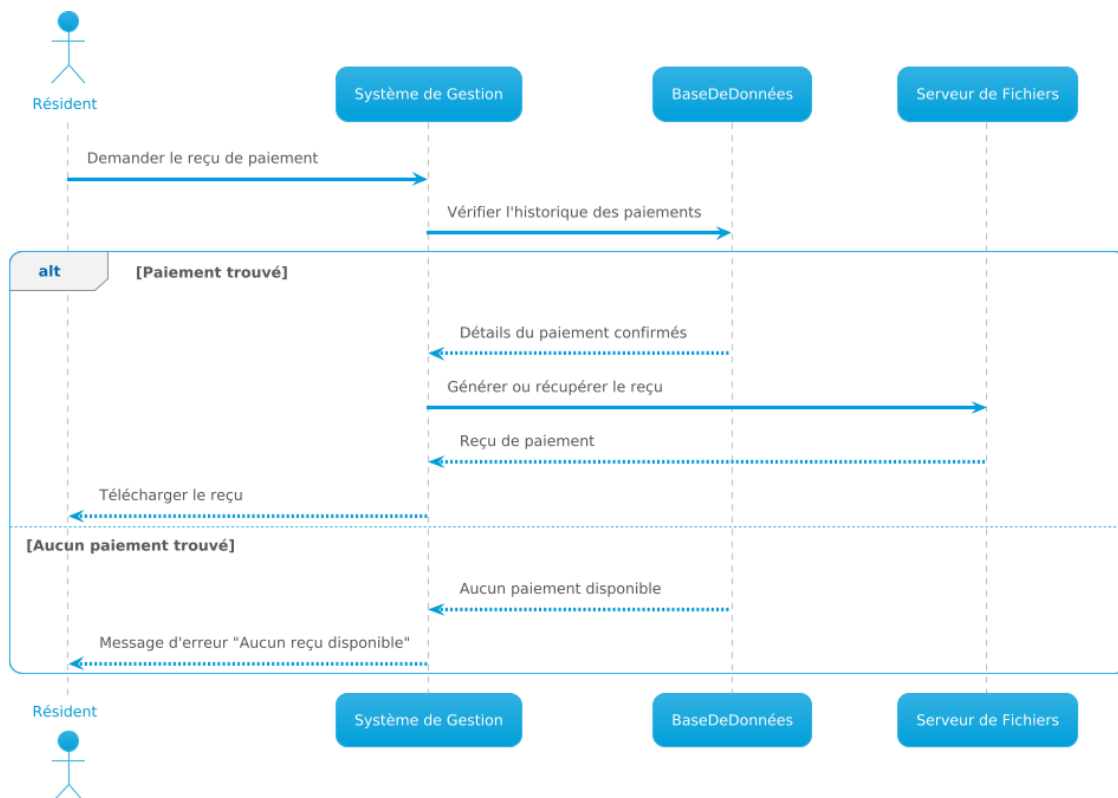 Résident
Système de Gestion
BaseDeDonnées
Serveur de Fichiers
Demander le reçu de paiement
Vérifier l'historique des paiements
alt
[Paiement trouvé]
Détails du paiement confirmés
Générer ou récupérer le reçu
Reçu de paiement
Télécharger le reçu
[Aucun paiement trouvé]
Aucun paiement disponible
Message d'erreur "Aucun reçu disponible"
Résident
Système de Gestion
BaseDeDonnées
Serveur de Fichiers